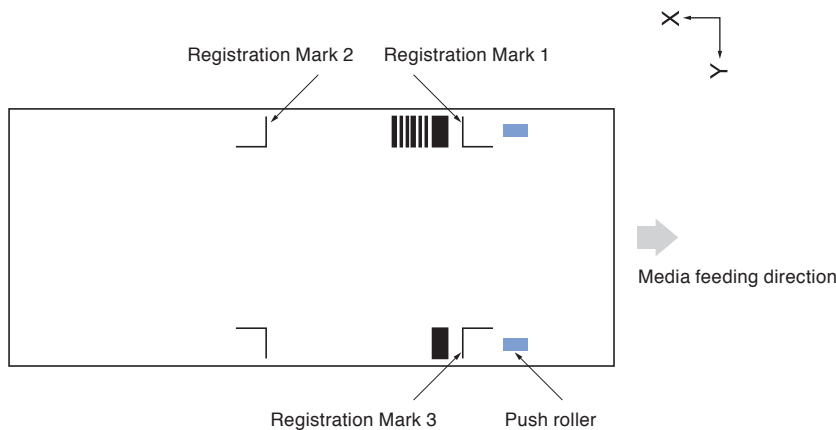 X
Y
Registration Mark 2
Registration Mark 1
Media feeding direction
Registration Mark 3
Push roller